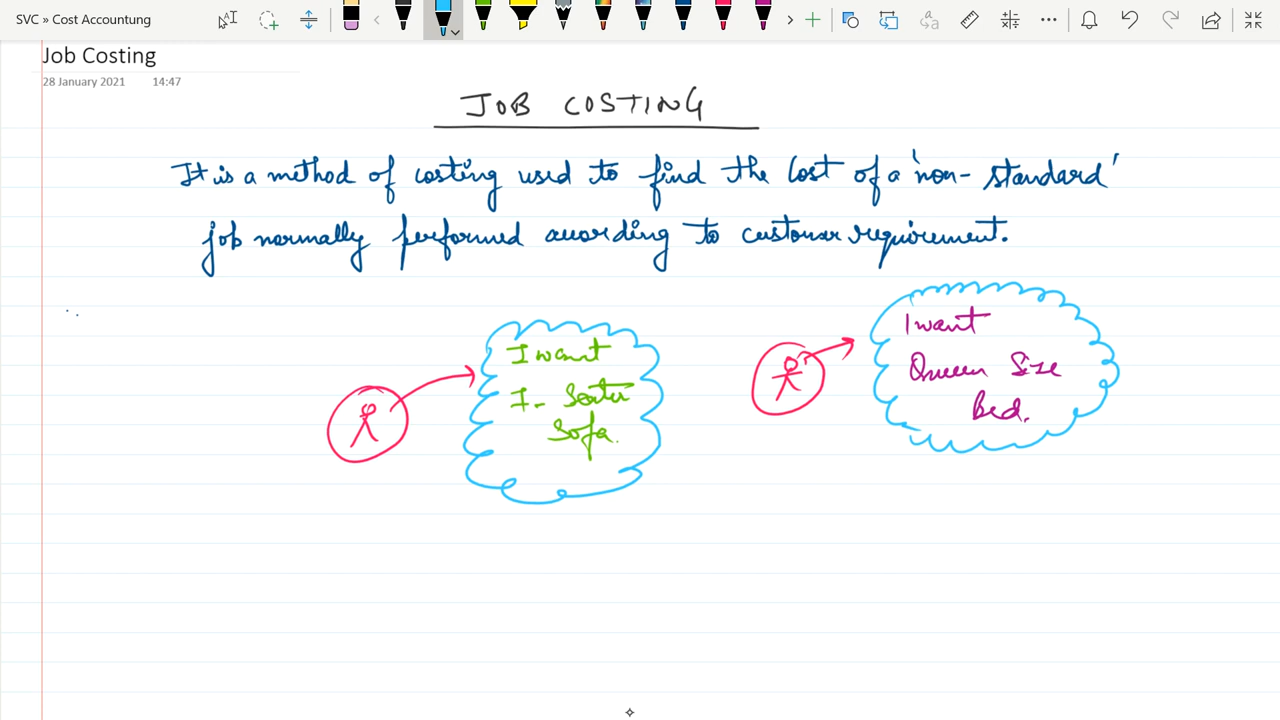 SVC » Cost Accountung
Job Costing
28 January 2021 14:47
JOB COSTING
It is a method of costing used to find the cost of a 'non-standard'
job normally performed according to customer requirement.
I want
Seater
Sofa.
I want
Queen Size
Bed.